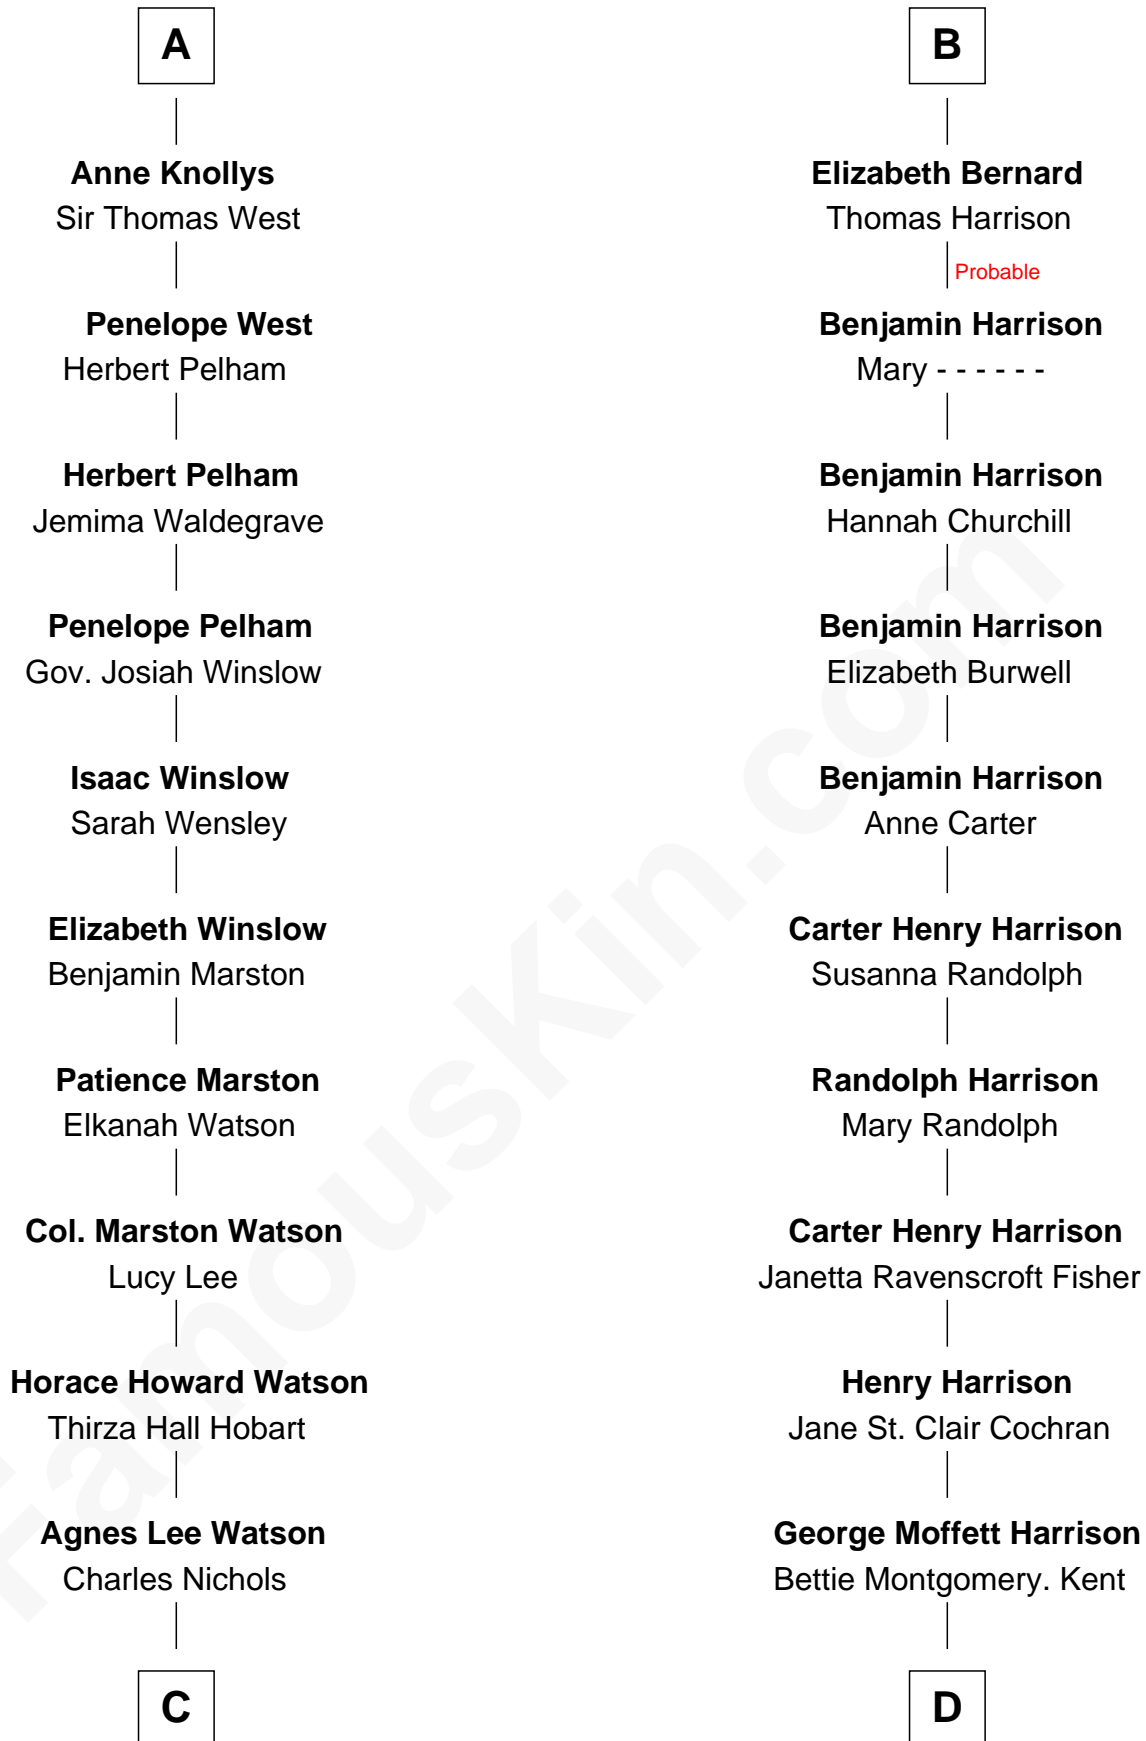 A
Anne Knollys
Sir Thomas West
Penelope West
Herbert Pelham
Herbert Pelham
Jemima Waldegrave
Penelope Pelham
Gov. Josiah Winslow
Isaac Winslow
Sarah Wensley
Elizabeth Winslow
Benjamin Marston
Patience Marston
Elkanah Watson
Col. Marston Watson
Lucy Lee
Horace Howard Watson
Thirza Hall Hobart
Agnes Lee Watson
Charles Nichols
C
B
Elizabeth Bernard
Thomas Harrison
Probable
Benjamin Harrison
Mary - - - - - -
Benjamin Harrison
Hannah Churchill
Benjamin Harrison
Elizabeth Burwell
Benjamin Harrison
Anne Carter
Carter Henry Harrison
Susanna Randolph
Randolph Harrison
Mary Randolph
Carter Henry Harrison
Janetta Ravenscroft Fisher
Henry Harrison
Jane St. Clair Cochran
George Moffett Harrison
Bettie Montgomery. Kent
D
FamousKin.com